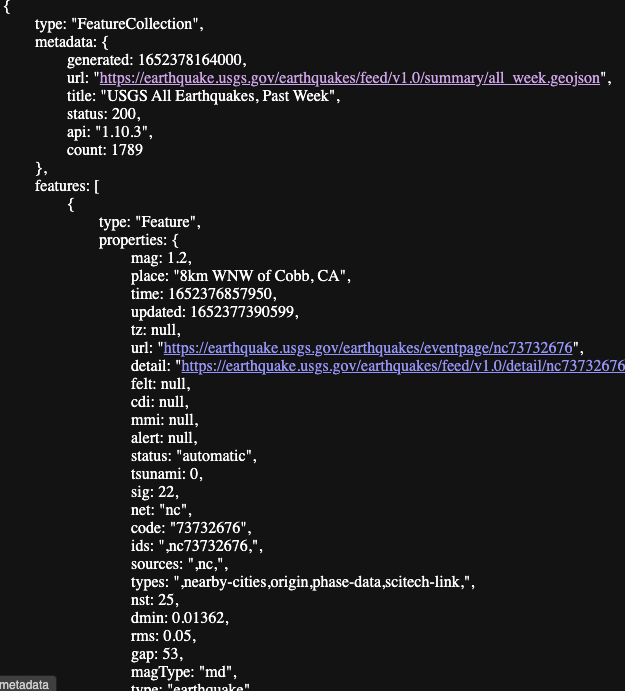 {
type: "FeatureCollection",
metadata: {
generated: 1652378164000,
url: "https://earthquake.usgs.gov/earthquakes/feed/v1.0/summary/all_week.geojson",
title: "USGS All Earthquakes, Past Week",
status: 200,
api: "1.10.3",
count: 1789
},
features: [
{
type: "Feature",
properties: {
mag: 1.2,
place: "8km WNW of Cobb, CA",
time: 1652376857950,
updated: 1652377390599,
tz: null,
url: "https://earthquake.usgs.gov/earthquakes/eventpage/nc73732676",
detail: "https://earthquake.usgs.gov/earthquakes/feed/v1.0/detail/nc73732676
felt: null,
cdi: null,
mmi: null,
alert: null,
status: "automatic",
tsunami: 0,
sig: 22,
net: "nc",
code: "73732676",
ids: ",nc73732676,",
sources: ",nc,",
types: ",nearby-cities,origin,phase-data,scitech-link,",
nst: 25,
dmin: 0.01362,
rms: 0.05,
gap: 53,
magType: "md",
type: "earthquake"
metadata